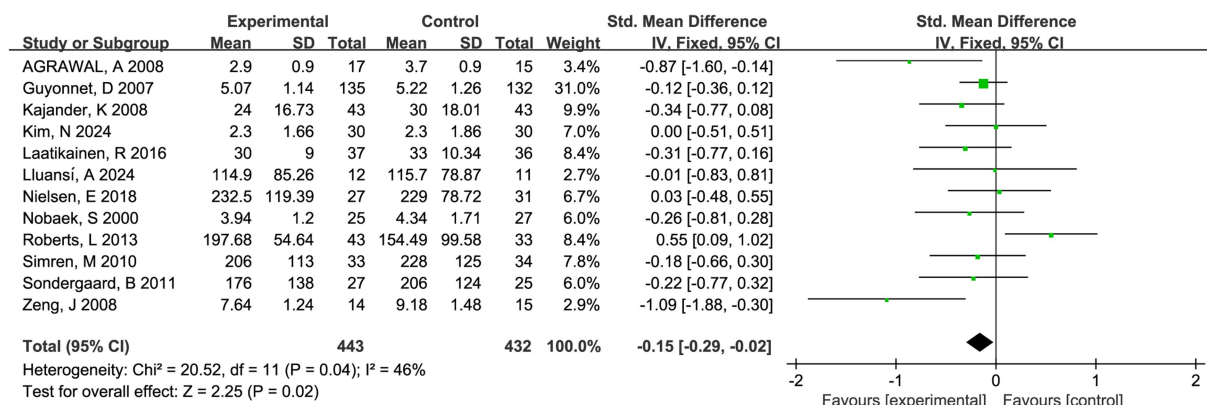 Experimental Control Std. Mean Difference Std. Mean Difference
Study or Subgroup Mean SD Total Mean SD Total Weight IV, Fixed, 95% CI IV, Fixed, 95% CI
AGRAWAL, A 2008 2.9 0.9 17 3.7 0.9 15 3.4% -0.87 [-1.60, -0.14]
Guyonnet, D 2007 5.07 1.14 135 5.22 1.26 132 31.0% -0.12 [-0.36, 0.12]
Kajander, K 2008 24 16.73 43 30 18.01 43 9.9% -0.34 [-0.77, 0.08]
Kim, N 2024 2.3 1.66 30 2.3 1.86 30 7.0% 0.00 [-0.51, 0.51]
Laatikainen, R 2016 30 9 37 33 10.34 36 8.4% -0.31 [-0.77, 0.16]
Lluansí, A 2024 114.9 85.26 12 115.7 78.87 11 2.7% -0.01 [-0.83, 0.81]
Nielsen, E 2018 232.5 119.39 27 229 78.72 31 6.7% 0.03 [-0.48, 0.55]
Nobaek, S 2000 3.94 1.2 25 4.34 1.71 27 6.0% -0.26 [-0.81, 0.28]
Roberts, L 2013 197.68 54.64 43 154.49 99.58 33 8.4% 0.55 [0.09, 1.02]
Simren, M 2010 206 113 33 228 125 34 7.8% -0.18 [-0.66, 0.30]
Sondergaard, B 2011 176 138 27 206 124 25 6.0% -0.22 [-0.77, 0.32]
Zeng, J 2008 7.64 1.24 14 9.18 1.48 15 2.9% -1.09 [-1.88, -0.30]
Total (95% CI) 443 432 100.0% -0.15 [-0.29, -0.02]
Heterogeneity: Chi² = 20.52, df = 11 (P = 0.04); I² = 46%
Test for overall effect: Z = 2.25 (P = 0.02)
-2 -1 0 1 2
Favours [experimental] Favours [control]